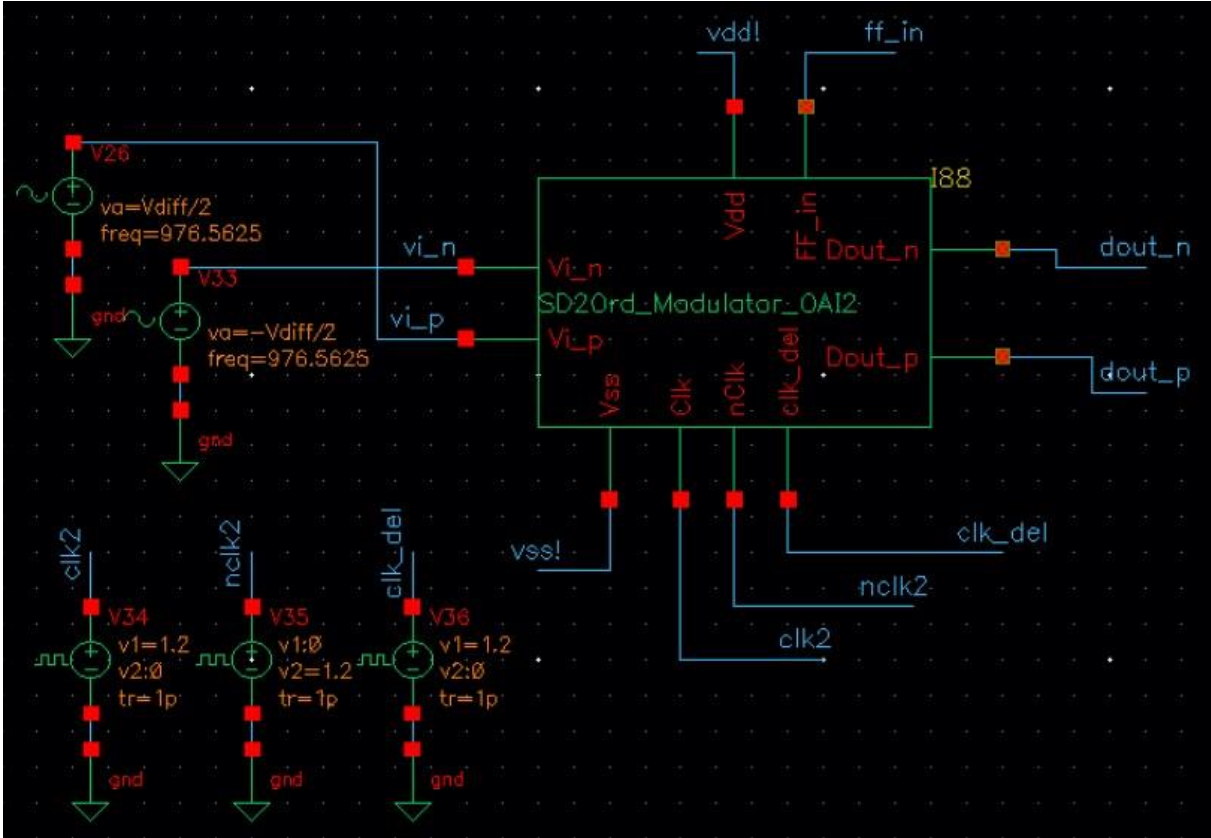 vdd!
ff_in
V26
va=Vdiff/2
freq=976.5625
gnd
V33
va=-Vdiff/2
freq=976.5625
gnd
vi_n
vi_p
I88
Vdd
FF_in
Vi_n
Dout_n
SD2Ord_Modulator_OAI2
Vi_p
Dout_p
Vss
Clk
nClk
clk_del
dout_n
dout_p
vss!
clk_del
nclk2
clk2
clk2
V34
v1=1.2
v2:0
tr=1p
gnd
nclk2
V35
v1:0
v2=1.2
tr=1p
gnd
clk_del
V36
v1=1.2
v2:0
tr=1p
gnd